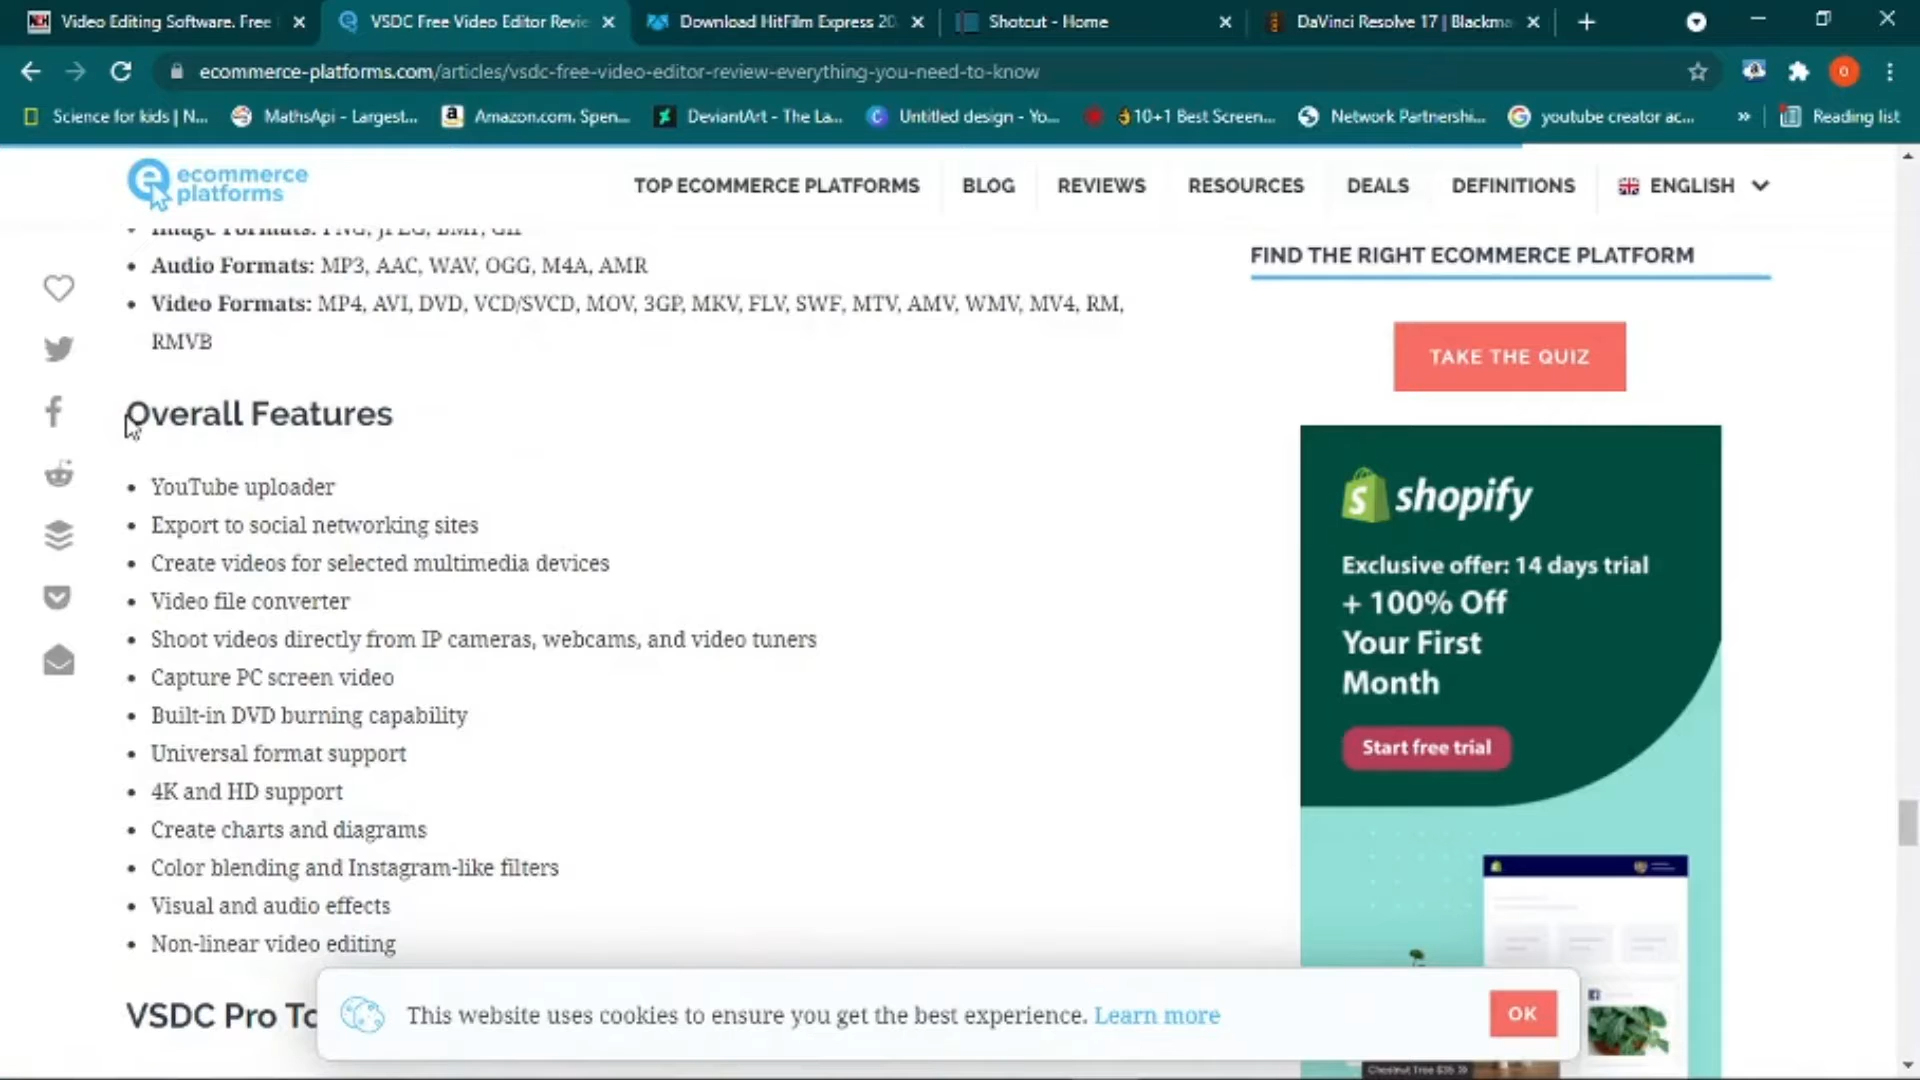 Video Editing Software. Free
VSDC Free Video Editor Revie
Download HitFilm Express 20
Shotcut - Home
DaVinci Resolve 17 | Blackma
ecommerce-platforms.com/articles/vsdc-free-video-editor-review-everything-you-need-to-know
Science for kids | N...
MathsApi - Largest...
Amazon.com. Spen...
DeviantArt - The La...
Untitled design - Yo...
10+1 Best Screen...
Network Partnershi...
youtube creator ac...
»
Reading list
ecommerce
platforms
TOP ECOMMERCE PLATFORMS
BLOG
REVIEWS
RESOURCES
DEALS
DEFINITIONS
ENGLISH
Image Formats: PNG, JPEG, BMP, GIF
• Audio Formats: MP3, AAC, WAV, OGG, M4A, AMR
• Video Formats: MP4, AVI, DVD, VCD/SVCD, MOV, 3GP, MKV, FLV, SWF, MTV, AMV, WMV, MV4, RM,
RMVB
Overall Features
• YouTube uploader
• Export to social networking sites
• Create videos for selected multimedia devices
• Video file converter
• Shoot videos directly from IP cameras, webcams, and video tuners
• Capture PC screen video
• Built-in DVD burning capability
• Universal format support
• 4K and HD support
• Create charts and diagrams
• Color blending and Instagram-like filters
• Visual and audio effects
• Non-linear video editing
VSDC Pro To
FIND THE RIGHT ECOMMERCE PLATFORM
TAKE THE QUIZ
shopify
Exclusive offer: 14 days trial
+ 100% Off
Your First
Month
Start free trial
This website uses cookies to ensure you get the best experience. Learn more
OK